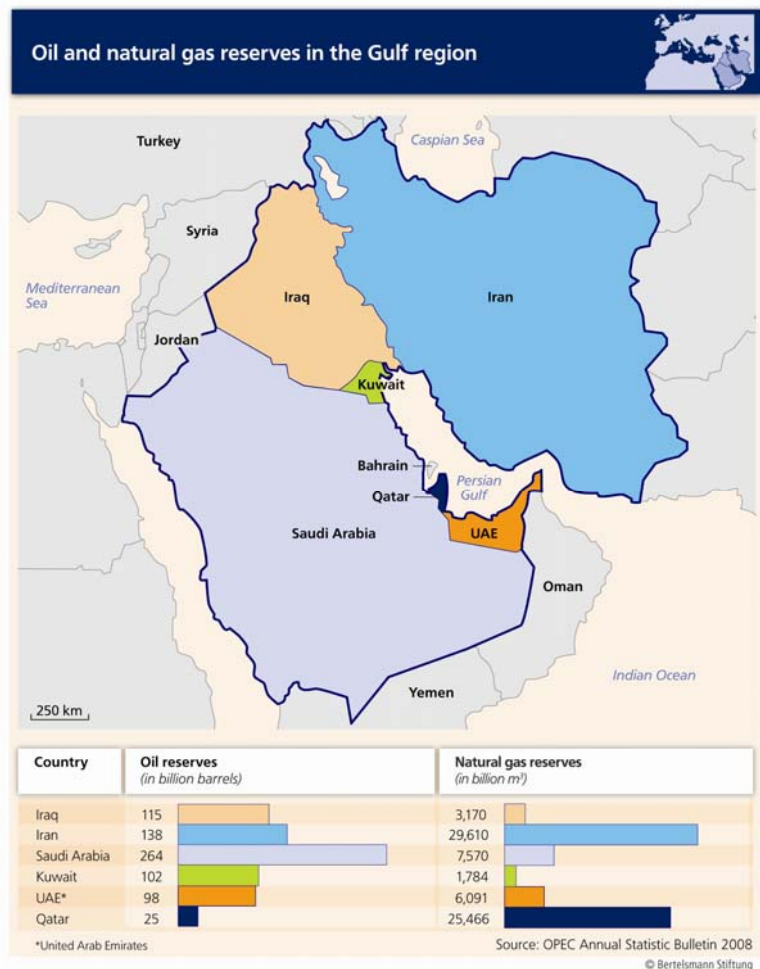 Oil and natural gas reserves in the Gulf region
Turkey
Caspian Sea
Syria
Mediterranean
Sea
Iraq
Iran
Jordan
Kuwait
Bahrain
Persian
Gulf
Qatar
Saudi Arabia
UAE
Oman
Indian Ocean
Yemen
250 km
Country Oil reserves Natural gas reserves
(in billion barrels) (in billion m³)
Iraq 115 3,170
Iran 138 29,610
Saudi Arabia 264 7,570
Kuwait 102 1,784
UAE* 98 6,091
Qatar 25 25,466
*United Arab Emirates Source: OPEC Annual Statistic Bulletin 2008
© Bertelsmann Stiftung